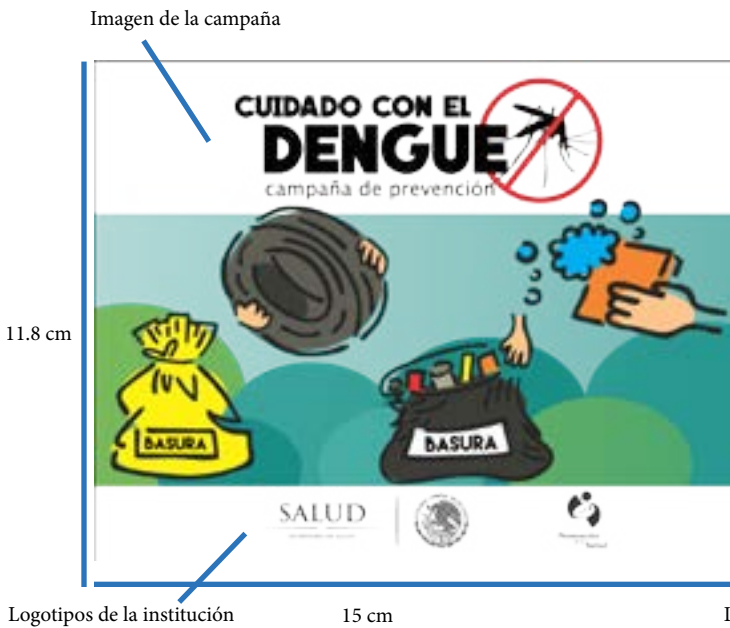 Imagen de la campaña
CUIDADO CON EL
DENGUE
campaña de prevención
11.8 cm
BASURA
BASURA
SALUD
Logotipos de la institución
15 cm